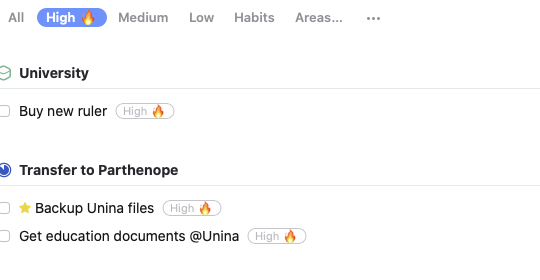 All High 🔥 Medium Low Habits Areas... •••
University
Buy new ruler High 🔥
Transfer to Parthenope
⭐ Backup Unina files High 🔥
Get education documents @Unina High 🔥